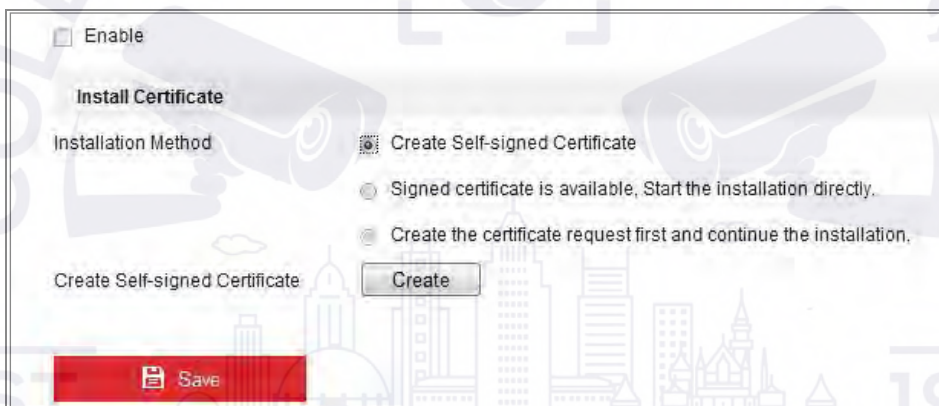 Enable
Install Certificate
Installation Method
Create Self-signed Certificate
Signed certificate is available, Start the installation directly.
Create the certificate request first and continue the installation.
Create Self-signed Certificate
Create
Save